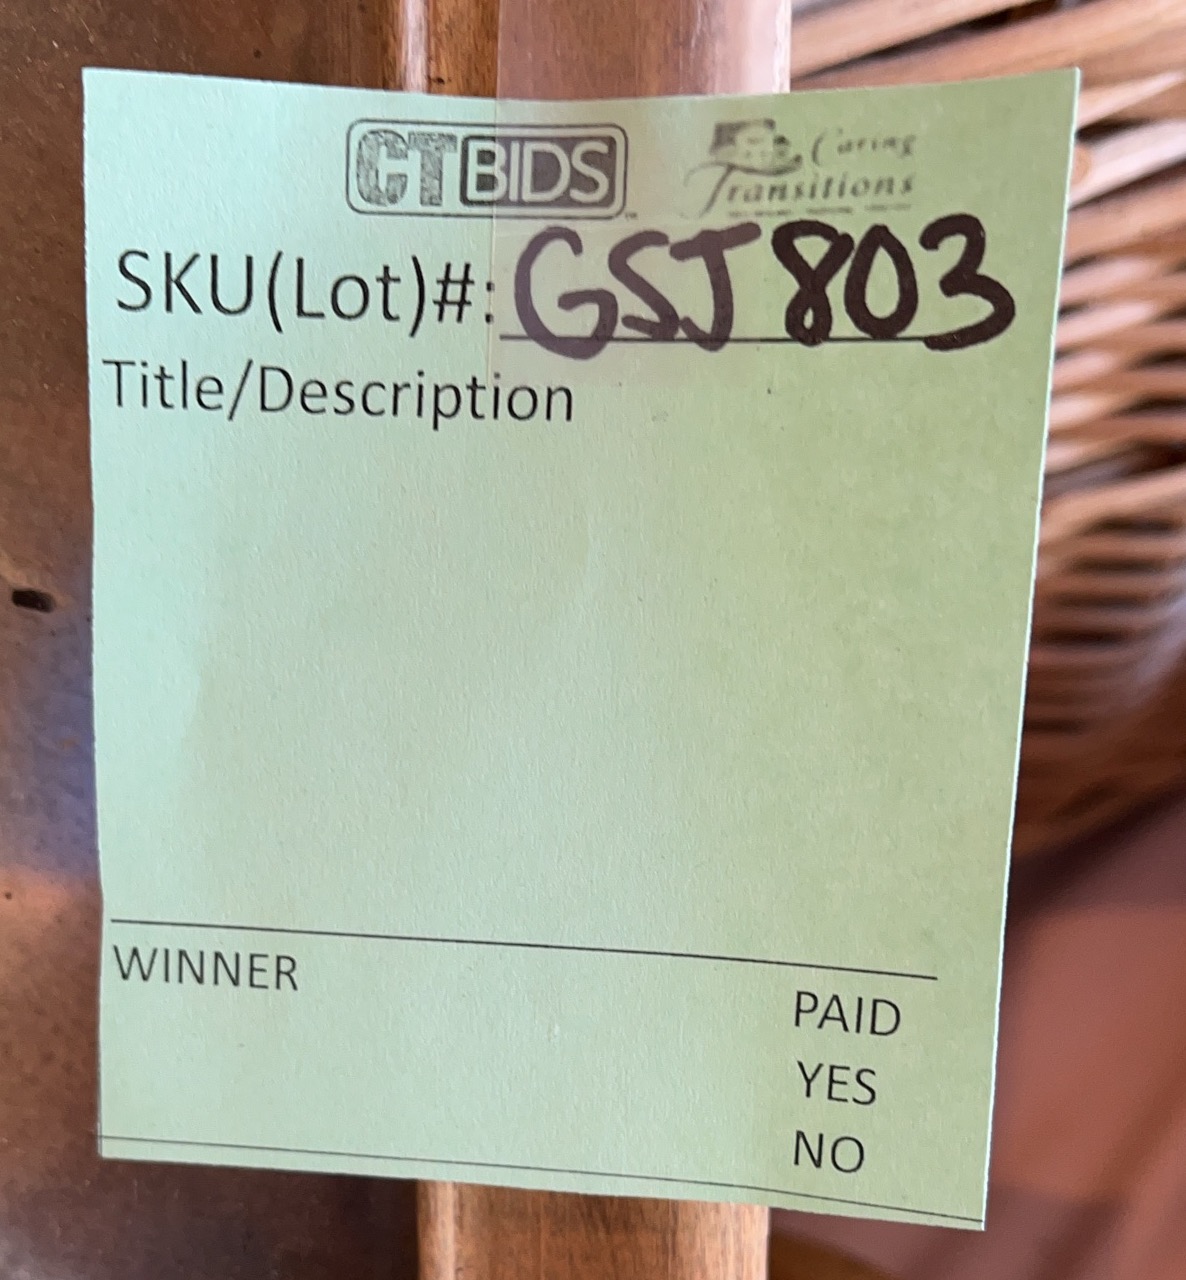 CTBIDS
Caring
Transitions
SKU(Lot)#: GSJ803
Title/Description
WINNER
PAID
YES
NO